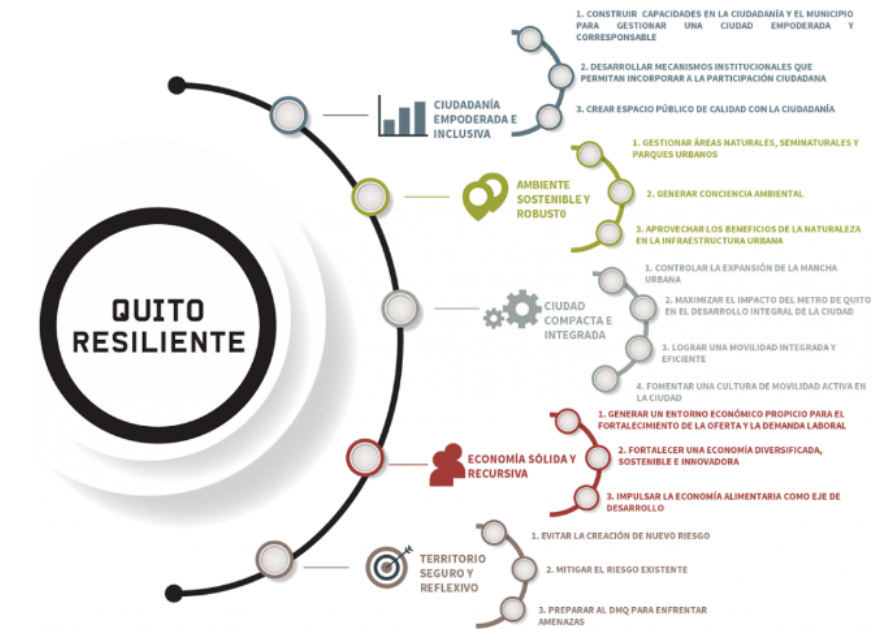 QUITO
RESILIENTE
CIUDADANÍA
EMPODERADA E
INCLUSIVA
1. CONSTRUIR CAPACIDADES EN LA CIUDADANÍA Y EL MUNICIPIO
PARA GESTIONAR UNA CIUDAD EMPODERADA Y
CORRESPONSABLE
2. DESARROLLAR MECANISMOS INSTITUCIONALES QUE
PERMITAN INCORPORAR A LA PARTICIPACIÓN CIUDADANA
3. CREAR ESPACIO PÚBLICO DE CALIDAD CON LA CIUDADANÍA
AMBIENTE
SOSTENIBLE Y
ROBUST0
1. GESTIONAR ÁREAS NATURALES, SEMINATURALES Y
PARQUES URBANOS
2. GENERAR CONCIENCIA AMBIENTAL
3. APROVECHAR LOS BENEFICIOS DE LA NATURALEZA
EN LA INFRAESTRUCTURA URBANA
CIUDAD
COMPACTA E
INTEGRADA
1. CONTROLAR LA EXPANSIÓN DE LA MANCHA
URBANA
2. MAXIMIZAR EL IMPACTO DEL METRO DE QUITO
EN EL DESARROLLO INTEGRAL DE LA CIUDAD
3. LOGRAR UNA MOVILIDAD INTEGRADA Y
EFICIENTE
4. FOMENTAR UNA CULTURA DE MOVILIDAD ACTIVA EN
LA CIUDAD
ECONOMÍA SÓLIDA Y
RECURSIVA
1. GENERAR UN ENTORNO ECONÓMICO PROPICIO PARA EL
FORTALECIMIENTO DE LA OFERTA Y LA DEMANDA LABORAL
2. FORTALECER UNA ECONOMÍA DIVERSIFICADA,
SOSTENIBLE E INNOVADORA
3. IMPULSAR LA ECONOMÍA ALIMENTARIA COMO EJE DE
DESARROLLO
TERRITORIO
SEGURO Y
REFLEXIVO
1. EVITAR LA CREACIÓN DE NUEVO RIESGO
2. MITIGAR EL RIESGO EXISTENTE
3. PREPARAR AL DMQ PARA ENFRENTAR
AMENAZAS